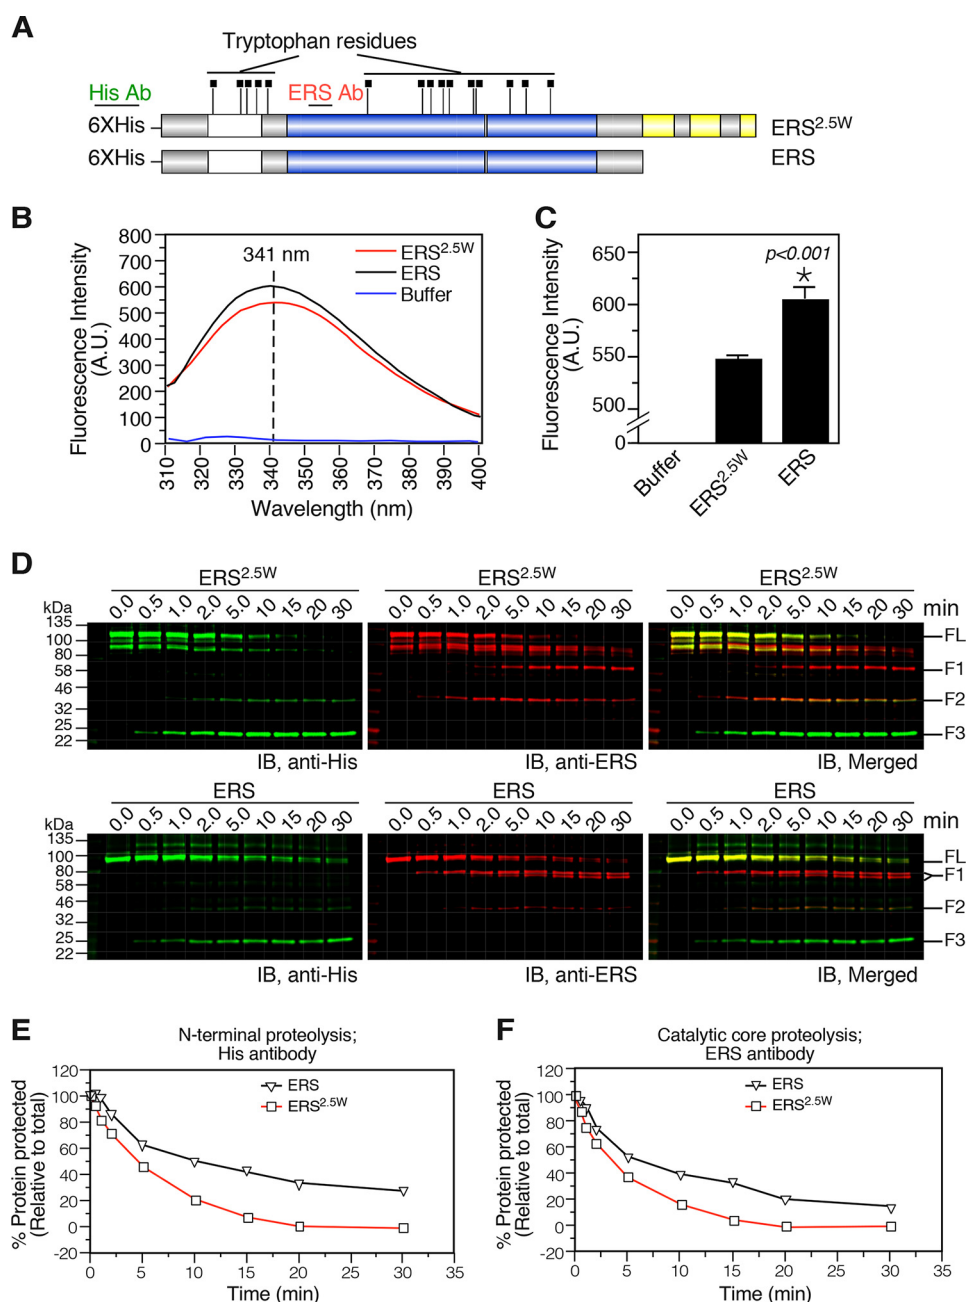 A
Tryptophan residues
His Ab
ERS Ab
6XHis
ERS2.5W
6XHis
ERS
B
Fluorescence Intensity (A.U.)
800
700
600
500
400
300
200
100
0
341 nm
ERS2.5W
ERS
Buffer
310
320
330
340
350
360
370
380
390
400
Wavelength (nm)
C
Fluorescence Intensity (A.U.)
650
600
550
500
0
p<0.001
*
Buffer
ERS2.5W
ERS
D
ERS2.5W
ERS2.5W
ERS2.5W
kDa
0.0 0.5 1.0 2.0 5.0 10 15 20 30
0.0 0.5 1.0 2.0 5.0 10 15 20 30
0.0 0.5 1.0 2.0 5.0 10 15 20 30
min
135
100
80
58
46
32
25
22
FL
F1
F2
F3
IB, anti-His
IB, anti-ERS
IB, Merged
ERS
ERS
ERS
kDa
0.0 0.5 1.0 2.0 5.0 10 15 20 30
0.0 0.5 1.0 2.0 5.0 10 15 20 30
0.0 0.5 1.0 2.0 5.0 10 15 20 30
min
135
100
80
58
46
32
25
22
FL
F1
F2
F3
IB, anti-His
IB, anti-ERS
IB, Merged
E
N-terminal proteolysis;
His antibody
% Protein protected
(Relative to total)
120
100
80
60
40
20
0
-20
ERS
ERS2.5W
0 5 10 15 20 25 30 35
Time (min)
F
Catalytic core proteolysis;
ERS antibody
% Protein protected
(Relative to total)
120
100
80
60
40
20
0
-20
ERS
ERS2.5W
0 5 10 15 20 25 30 35
Time (min)